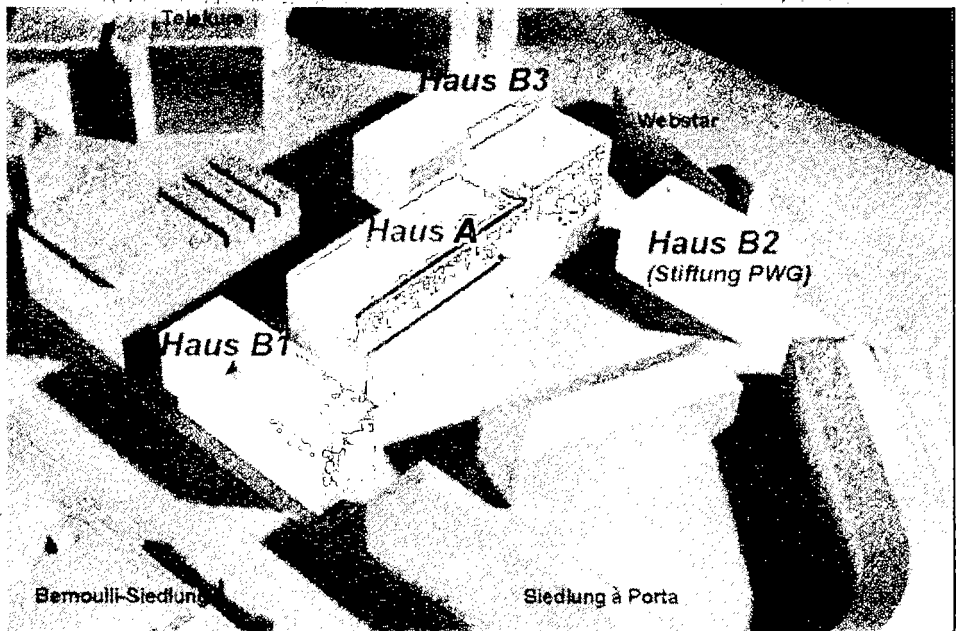 Telekurs
Haus B3
Webstar
Haus A
Haus B2
(Stiftung PWG)
Haus B1
Bernoulli-Siedlung
Siedlung à Porta